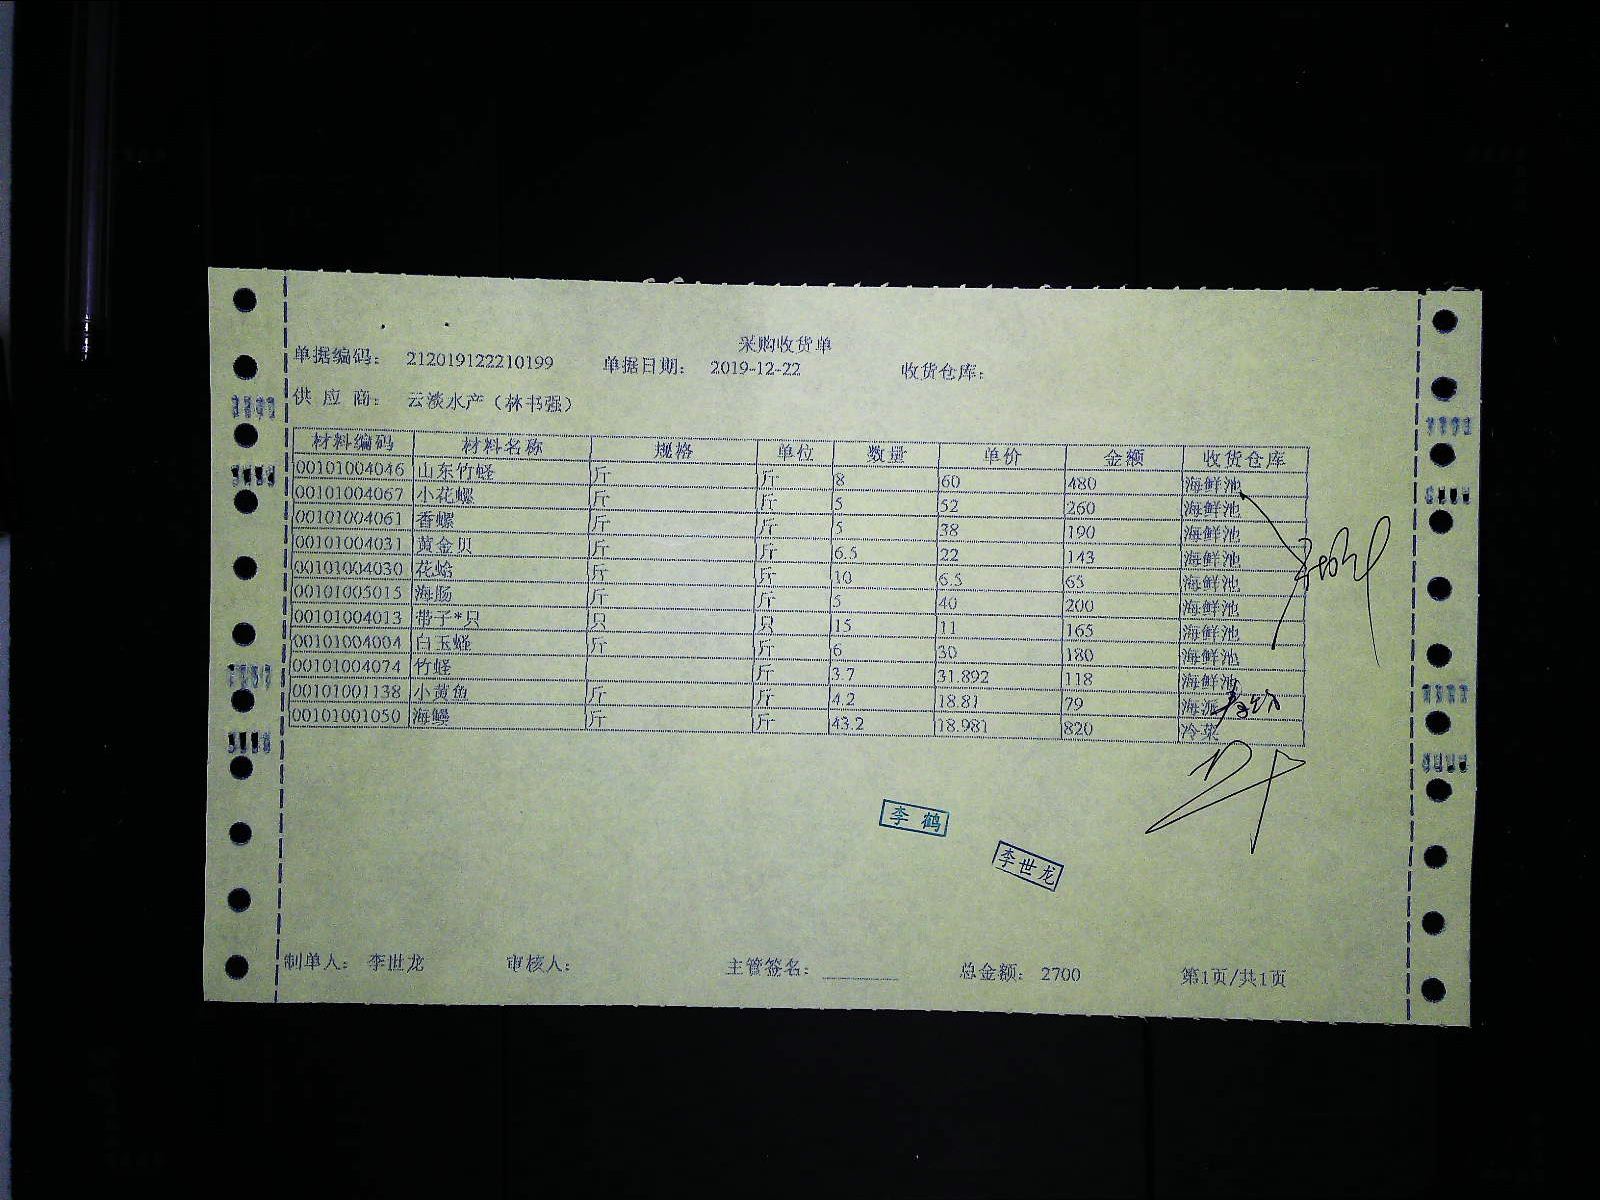 采购收货单
单据编码： 212019122210199 单据日期： 2019-12-22 收货仓库：
供 应 商： 云淡水产（林书强）
材料编码 材料名称 规格 单位 数量 单价 金额 收货仓库
00101004046 山东竹蛏 斤 斤 8 60 480 海鲜池
00101004067 小花螺 斤 斤 5 52 260 海鲜池
00101004061 香螺 斤 斤 5 38 190 海鲜池
00101004031 黄金贝 斤 斤 6.5 22 143 海鲜池
00101004030 花蛤 斤 斤 10 6.5 65 海鲜池
00101005015 海肠 斤 斤 5 40 200 海鲜池
00101004013 带子*只 只 只 15 11 165 海鲜池
00101004004 白玉蛏 斤 斤 6 30 180 海鲜池
00101004074 竹蛏 斤 3.7 31.892 118 海鲜池
00101001138 小黄鱼 斤 斤 4.2 18.81 79 海派
00101001050 海鳗 斤 斤 43.2 18.981 820 冷菜
李鹤
李世龙
制单人： 李世龙 审核人： 主管签名： 总金额： 2700 第1页/共1页